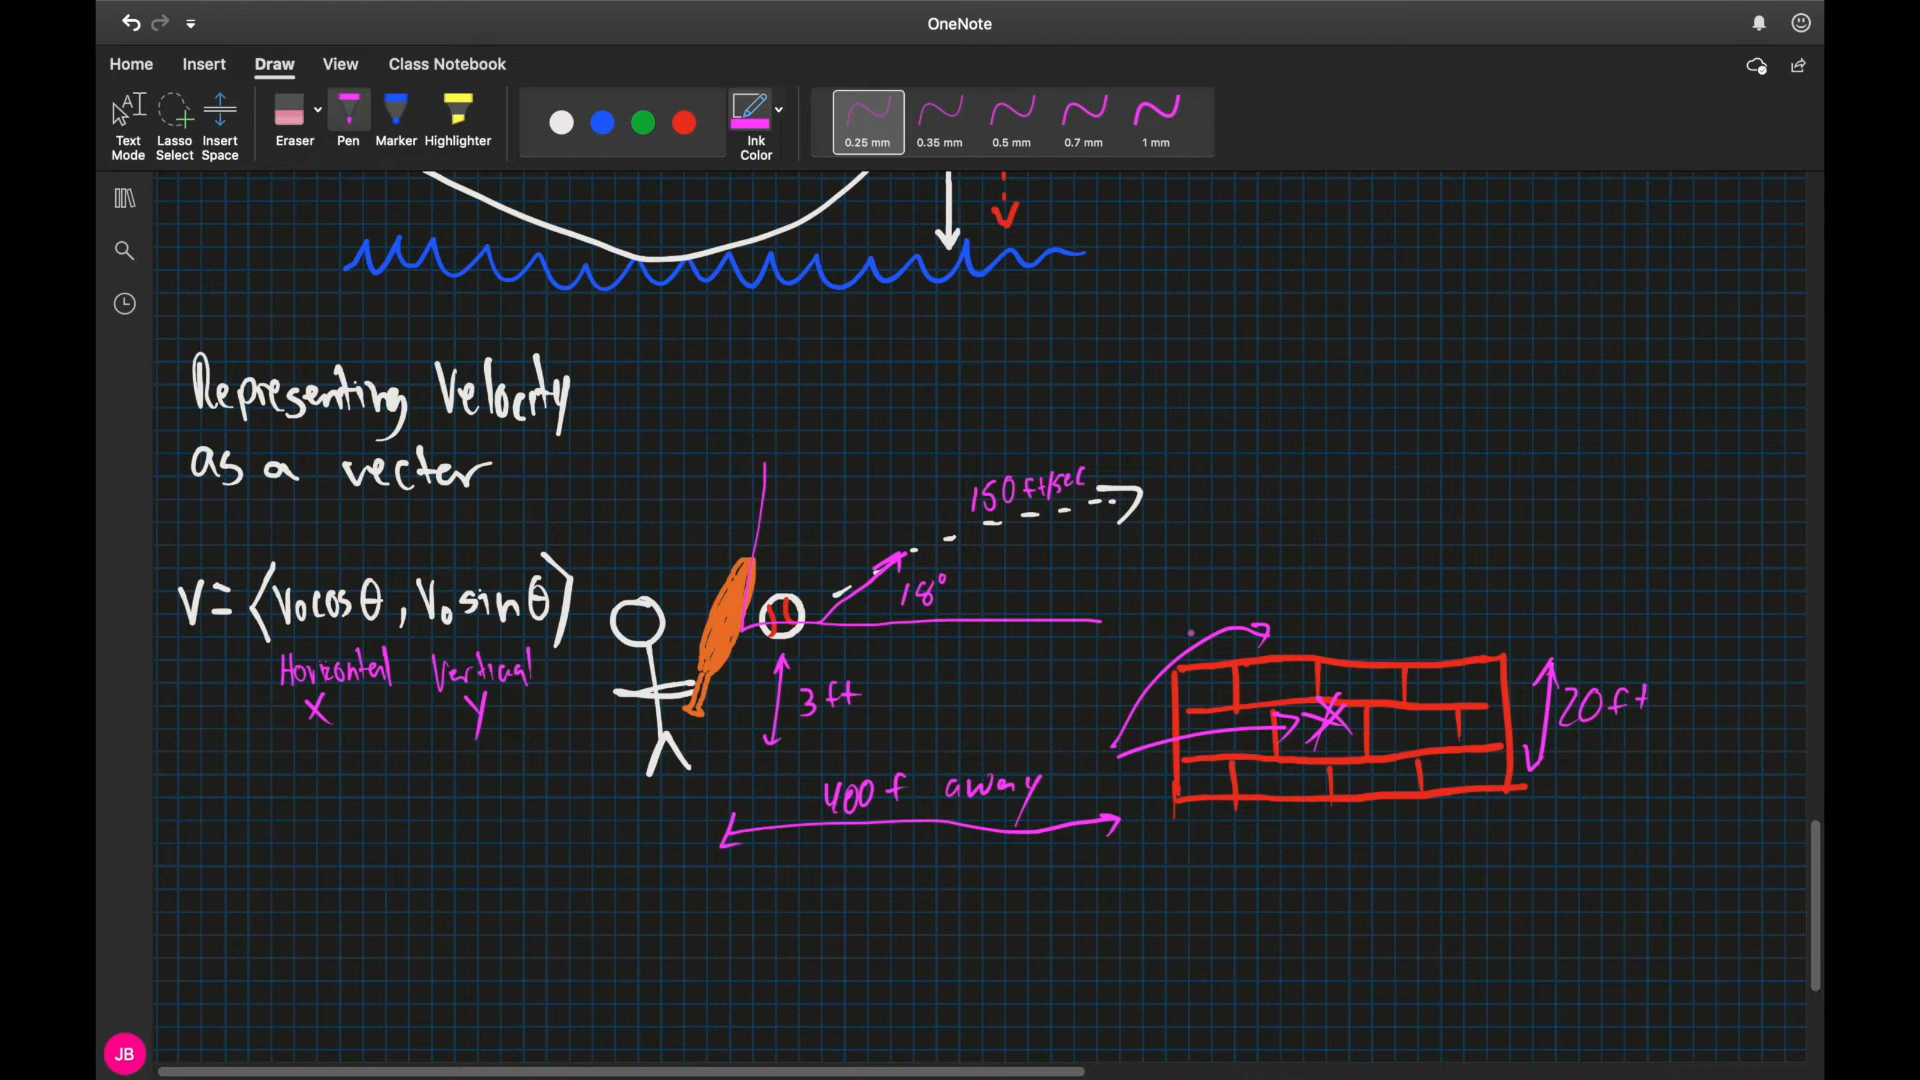 OneNote
Home Insert Draw View Class Notebook
Text Mode
Lasso Select
Insert Space
Eraser
Pen
Marker
Highlighter
Ink Color
0.25 mm
0.35 mm
0.5 mm
0.7 mm
1 mm
Representing Velocity
as a vector
150 ft/sec
V = ⟨V₀cosθ, V₀sinθ⟩
18°
Horizontal Vertical
X Y
3 ft
20 ft
400 f away
JB